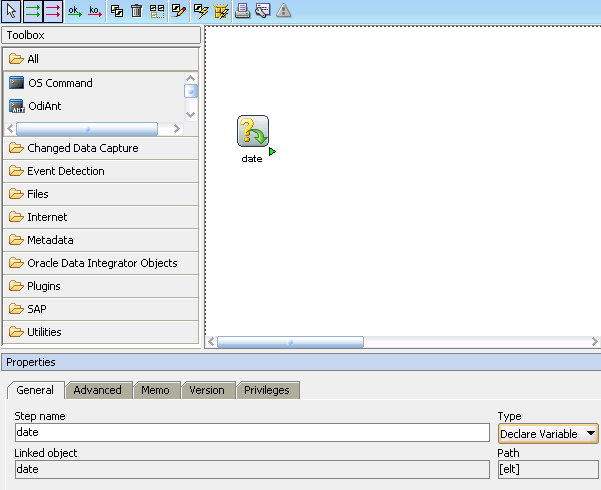 ok ko
Toolbox
All
OS Command
OdiAnt
Changed Data Capture
Event Detection
Files
Internet
Metadata
Oracle Data Integrator Objects
Plugins
SAP
Utilities
date
Properties
General Advanced Memo Version Privileges
Step name Type
date Declare Variable
Linked object Path
date [elt]